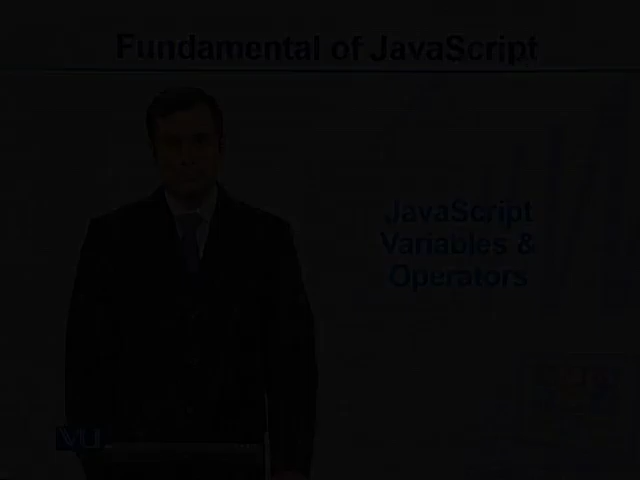 Fundamental of JavaScript
JavaScript
Variables &
Operators
VU